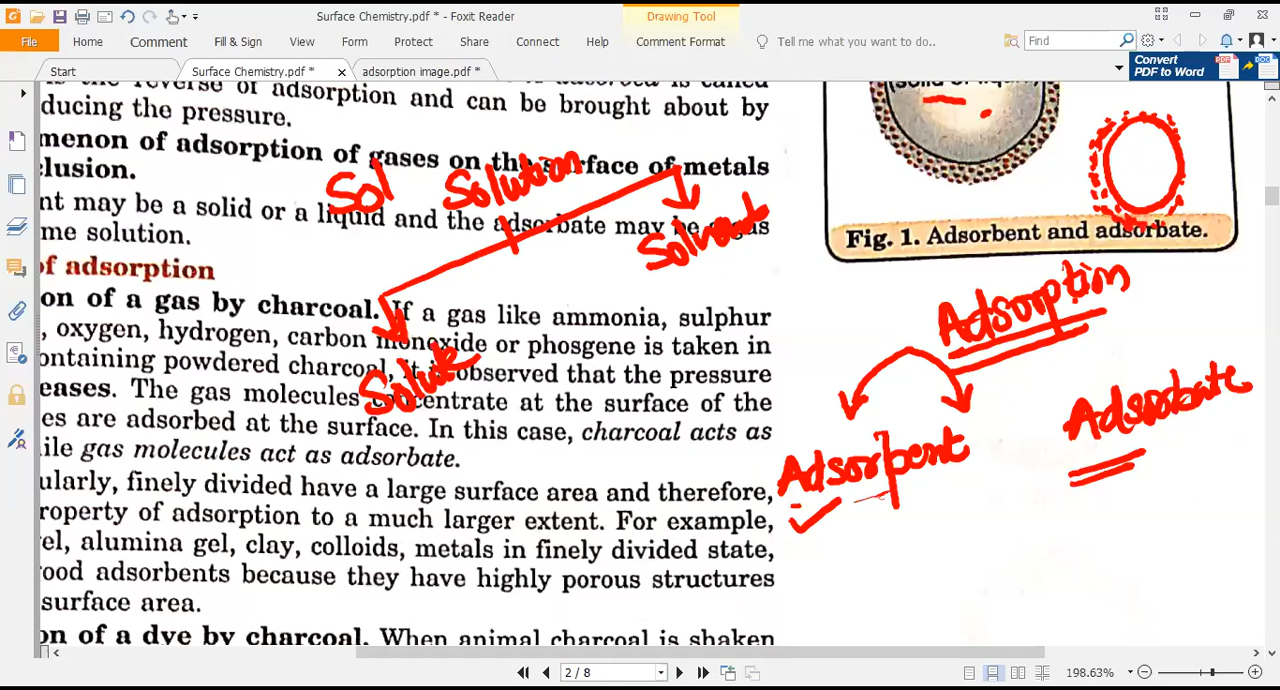 Surface Chemistry.pdf * - Foxit Reader
Drawing Tool
File
Home
Comment
Fill & Sign
View
Form
Protect
Share
Connect
Help
Comment Format
Tell me what you want to do..
Find
Start
Surface Chemistry.pdf *
adsorption image.pdf *
Convert
PDF to Word
is the reverse of adsorption and can be brought about by
ducing the pressure.
menon of adsorption of gases on the surface of metals
clusion.
nt may be a solid or a liquid and the adsorbate may be a gas
me solution.
of adsorption
on of a gas by charcoal. If a gas like ammonia, sulphur
, oxygen, hydrogen, carbon monoxide or phosgene is taken in
ontaining powdered charcoal, it is observed that the pressure
eases. The gas molecules concentrate at the surface of the
es are adsorbed at the surface. In this case, charcoal acts as
ile gas molecules act as adsorbate.
ularly, finely divided have a large surface area and therefore,
roperty of adsorption to a much larger extent. For example,
el, alumina gel, clay, colloids, metals in finely divided state,
ood adsorbents because they have highly porous structures
surface area.
on of a dye by charcoal. When animal charcoal is shaken
Sol
Solution
Solvent
Solute
Fig. 1. Adsorbent and adsorbate.
Adsorption
Adsorbent
Adsorbate
2 / 8
198.63%